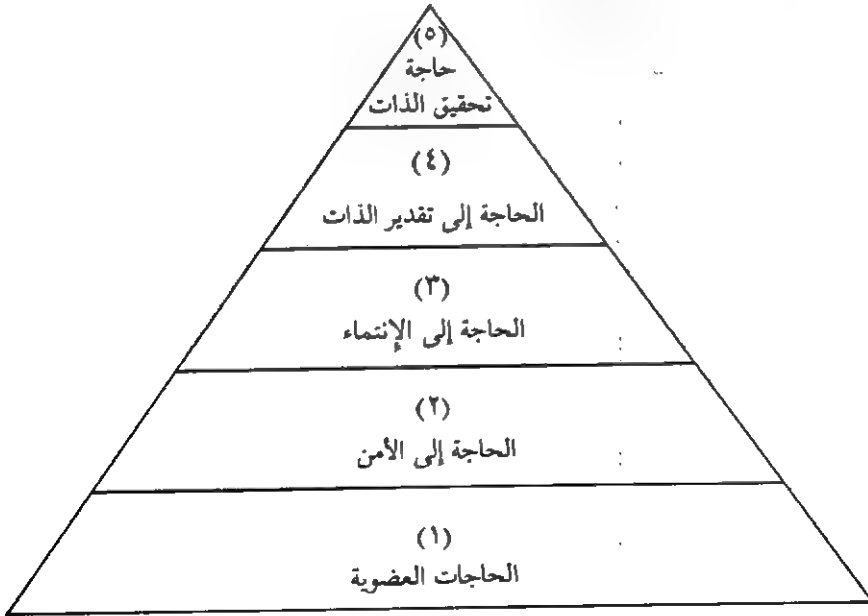 (٥)
حاجة
تحقيق الذات
(٤)
الحاجة إلى تقدير الذات
(٣)
الحاجة إلى الإنتماء
(٢)
الحاجة إلى الأمن
(١)
الحاجات العضوية